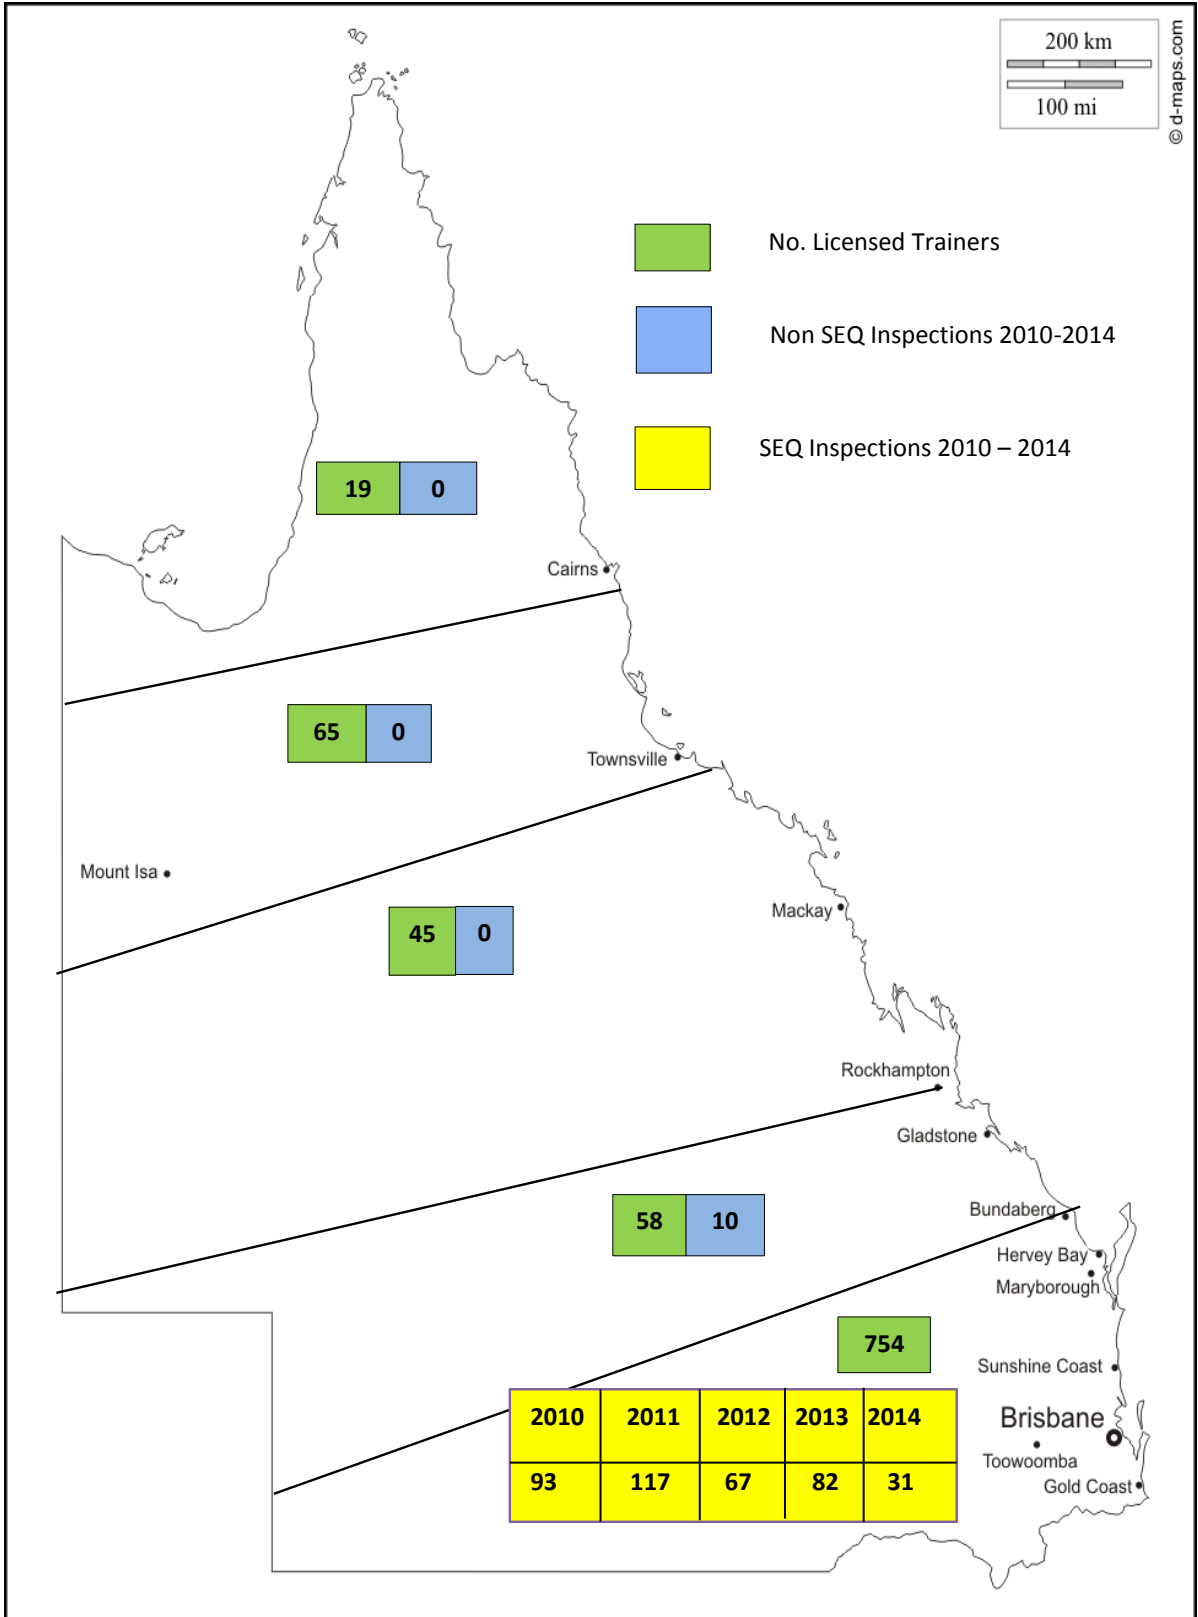 200 km
100 mi
© d-maps.com
No. Licensed Trainers
Non SEQ Inspections 2010-2014
SEQ Inspections 2010 – 2014
19 0
Cairns
65 0
Townsville
Mount Isa
45 0
Mackay
Rockhampton
Gladstone
58 10
Bundaberg
Hervey Bay
Maryborough
754
Sunshine Coast
2010 2011 2012 2013 2014
Brisbane
Toowoomba
93 117 67 82 31
Gold Coast